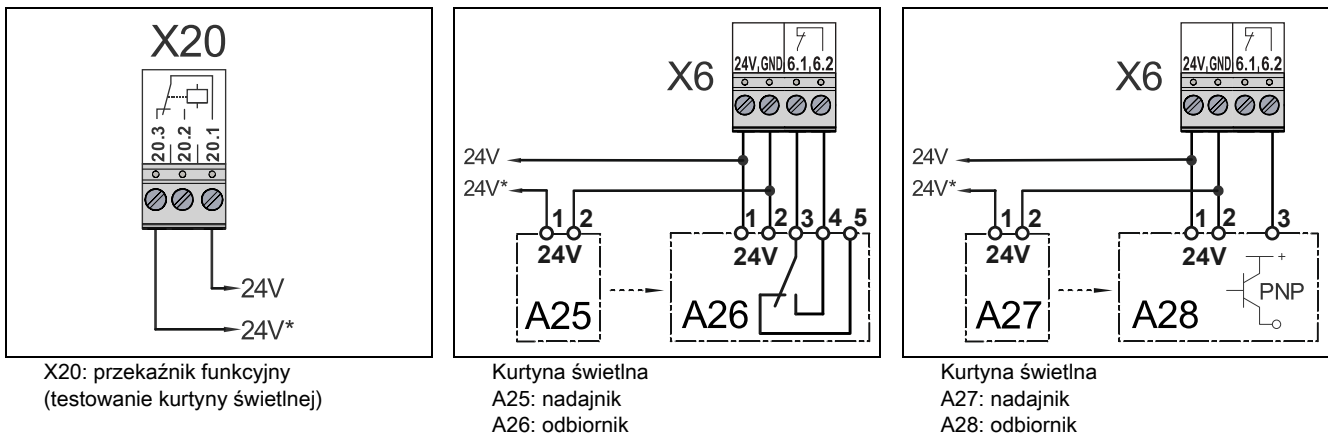 X20
20.3 20.2 20.1
24V
24V*
X20: przekaźnik funkcyjny
(testowanie kurtyny świetlnej)
X6
24V,GND 6.1,6.2
24V
24V*
1 2 1 2 3 4 5
24V 24V
A25 A26
Kurtyna świetlna
A25: nadajnik
A26: odbiornik
X6
24V,GND 6.1,6.2
24V
24V*
1 2 1 2 3
24V 24V
+
PNP
A27 A28
Kurtyna świetlna
A27: nadajnik
A28: odbiornik